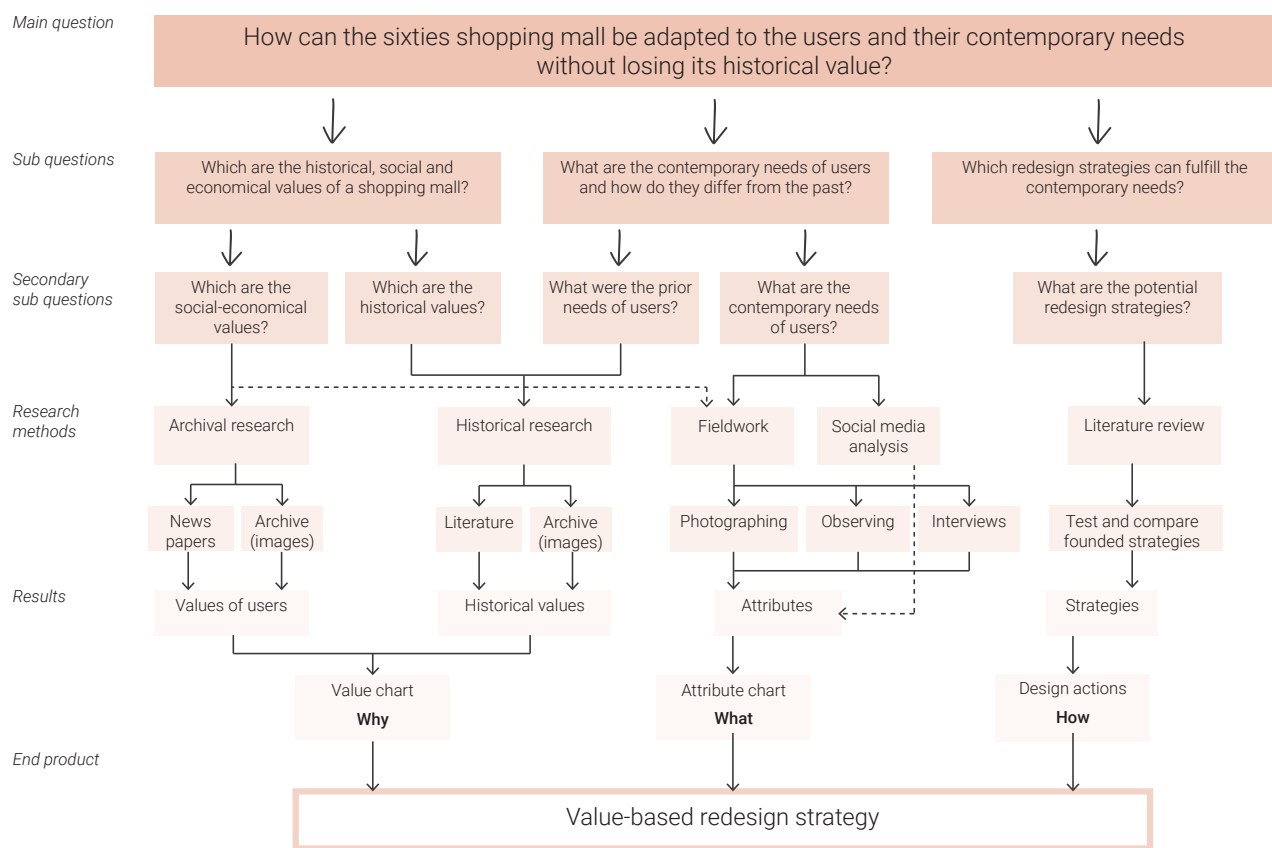 Main question
How can the sixties shopping mall be adapted to the users and their contemporary needs
without losing its historical value?
Sub questions
Which are the historical, social and
economical values of a shopping mall?
What are the contemporary needs of users
and how do they differ from the past?
Which redesign strategies can fulfill the
contemporary needs?
Secondary
sub questions
Which are the
social-economical
values?
Which are the
historical values?
What were the prior
needs of users?
What are the
contemporary needs
of users?
What are the potential
redesign strategies?
Research
methods
Archival research
Historical research
Fieldwork
Social media
analysis
Literature review
News
papers
Archive
(images)
Literature
Archive
(images)
Photographing
Observing
Interviews
Test and compare
founded strategies
Results
Values of users
Historical values
Attributes
Strategies
Value chart
Why
Attribute chart
What
Design actions
How
End product
Value-based redesign strategy